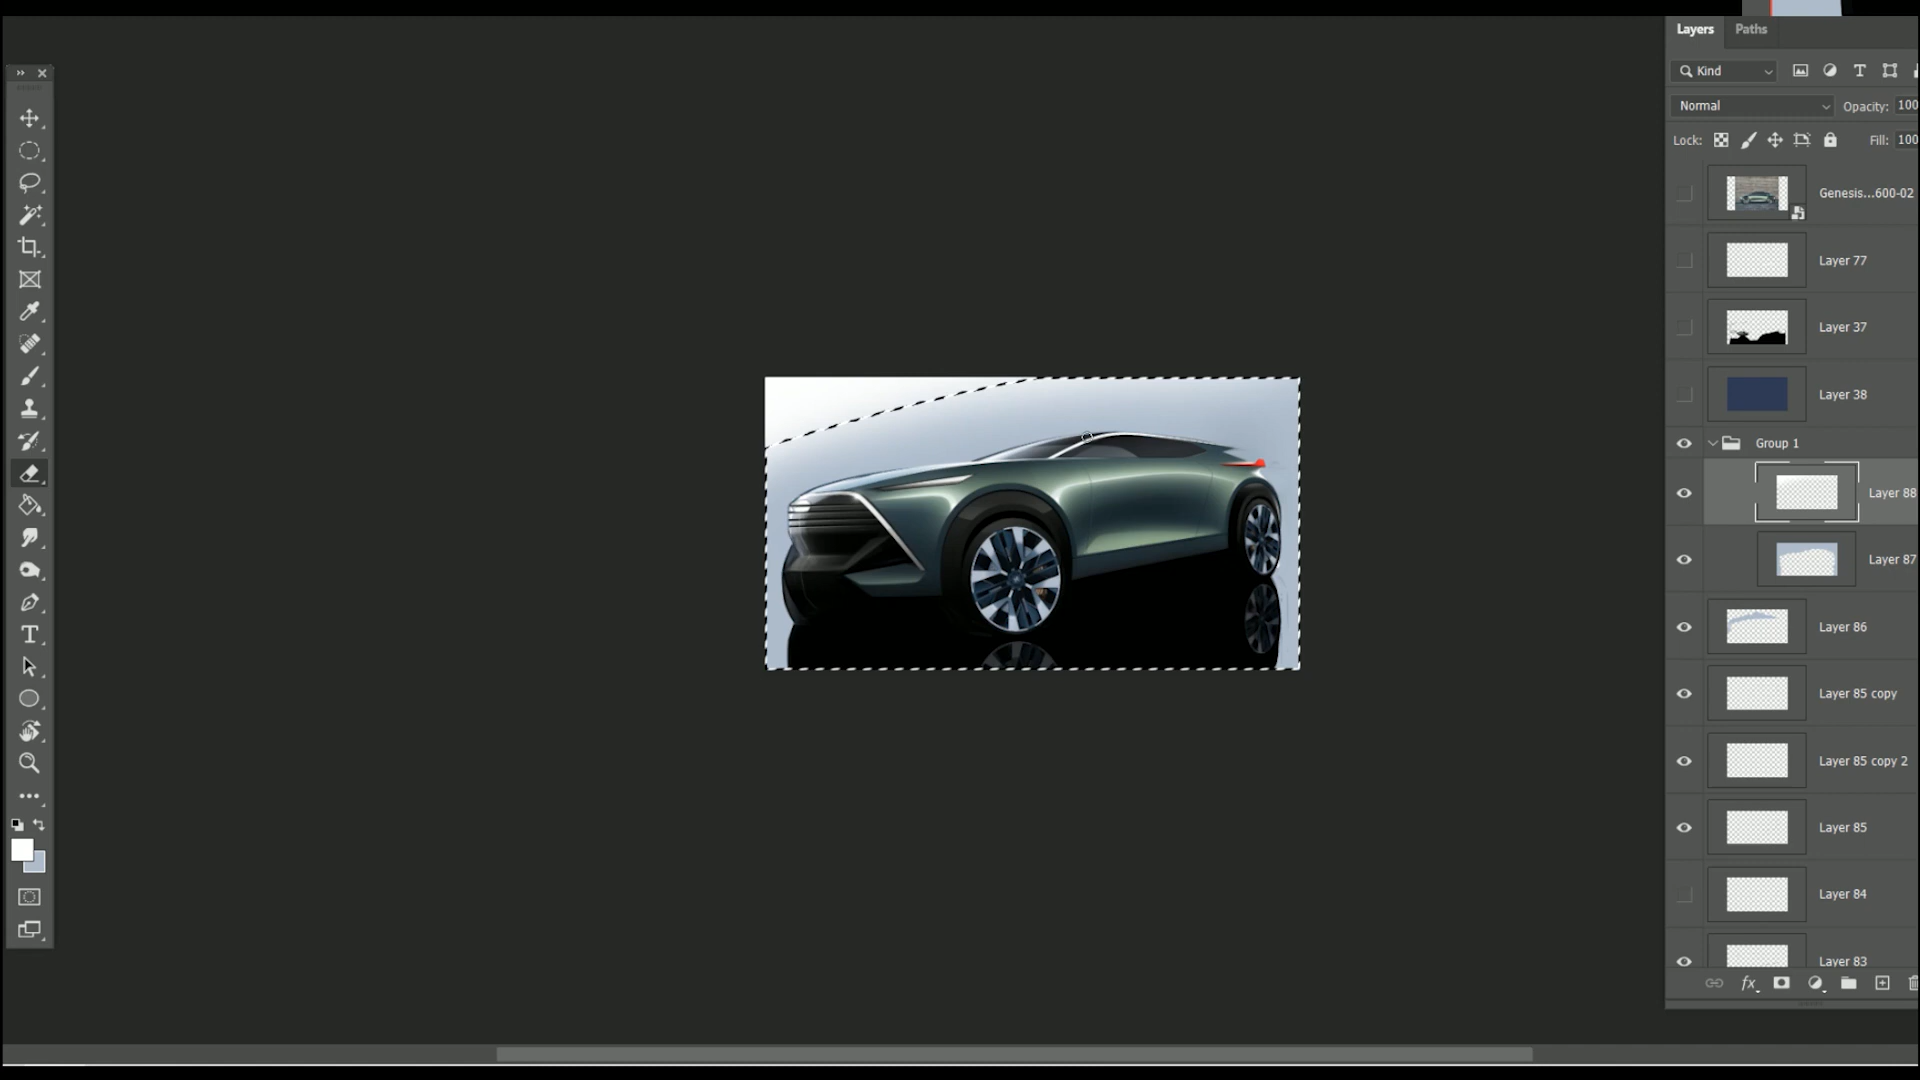 Layers Paths
Kind
Normal Opacity: 100
Lock: Fill: 100
Genesis...600-02
Layer 77
Layer 37
Layer 38
Group 1
Layer 88
Layer 87
Layer 86
Layer 85 copy
Layer 85 copy 2
Layer 85
Layer 84
Layer 83
fx